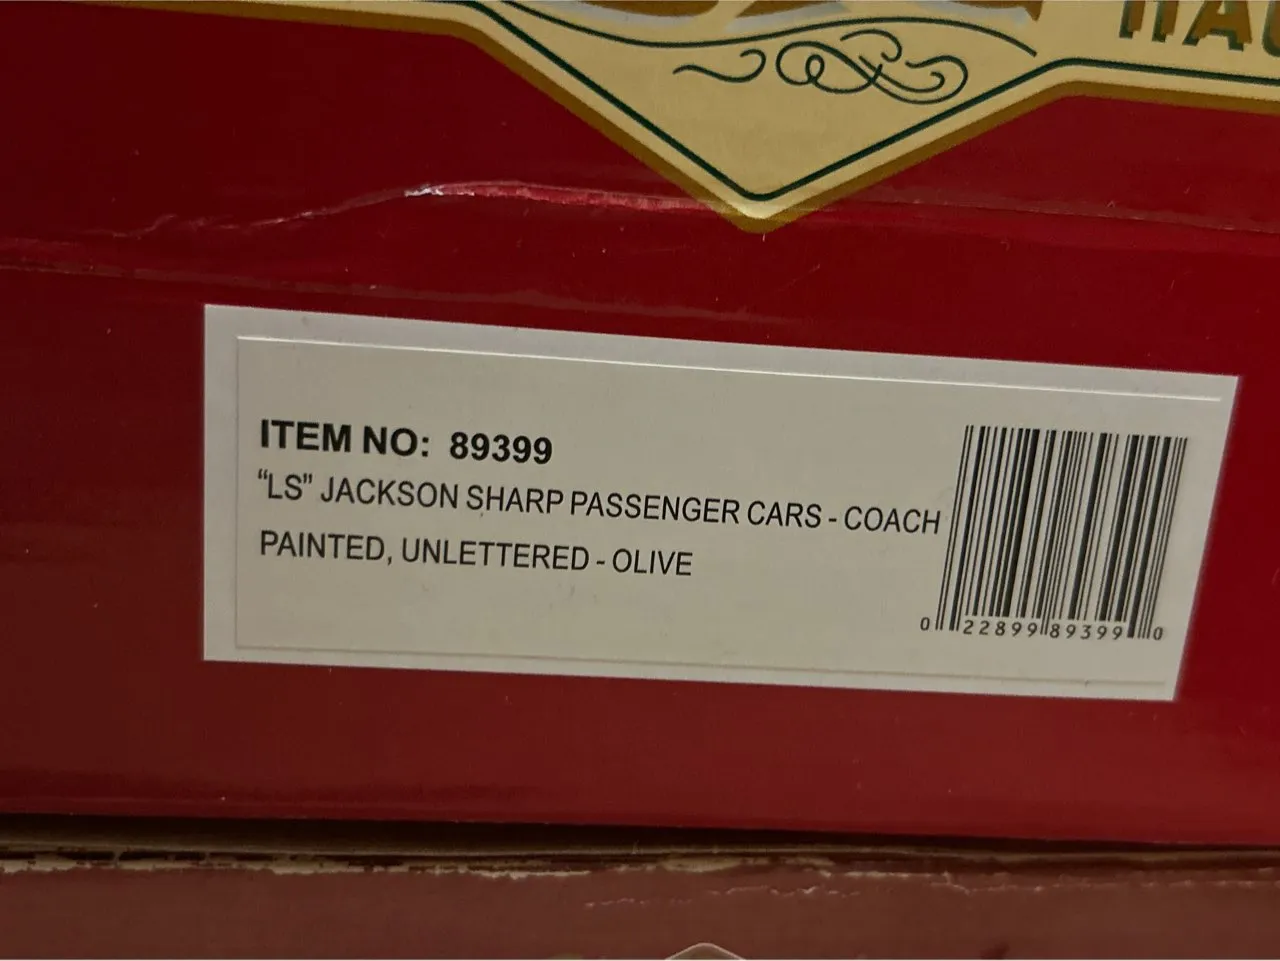 ITEM NO: 89399
“LS” JACKSON SHARP PASSENGER CARS - COACH
PAINTED, UNLETTERED - OLIVE
0 22899 89399 0